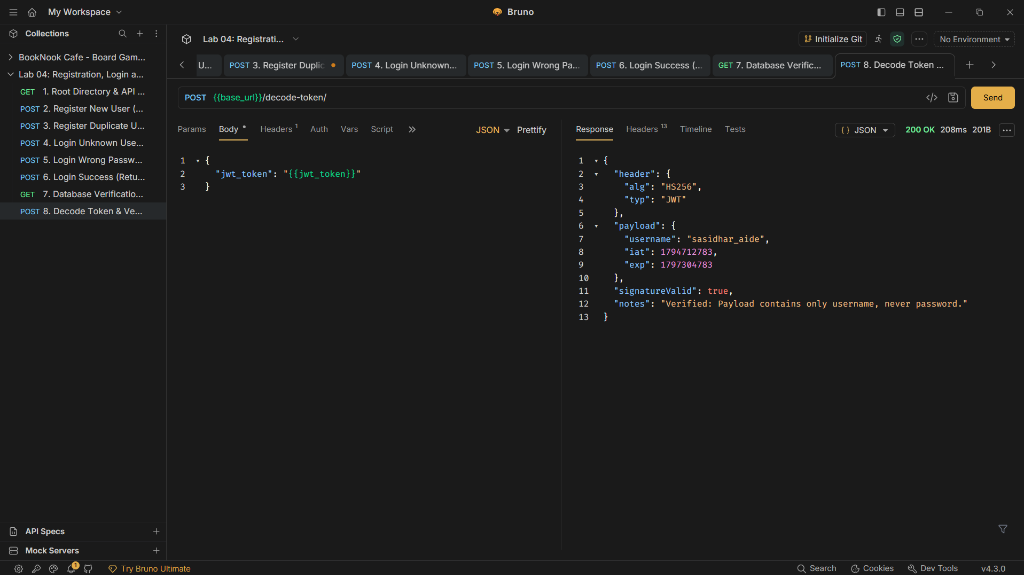 My Workspace
Bruno
Collections
BookNook Cafe - Board Gam...
Lab 04: Registration, Login a...
GET 1. Root Directory & API ...
POST 2. Register New User (...
POST 3. Register Duplicate U...
POST 4. Login Unknown Use...
POST 5. Login Wrong Passw...
POST 6. Login Success (Retu...
GET 7. Database Verificatio...
POST 8. Decode Token & Ve...
API Specs
Mock Servers
Lab 04: Registrati...
Initialize Git
No Environment
U...
POST 3. Register Duplic
POST 4. Login Unknown...
POST 5. Login Wrong Pa...
POST 6. Login Success (...
GET 7. Database Verific...
POST 8. Decode Token ...
POST {{base_url}}/decode-token/
Send
Params Body Headers 1 Auth Vars Script JSON Prettify
1 {
2 "jwt_token": "{{jwt_token}}"
3 }
Response Headers 13 Timeline Tests { } JSON 200 OK 208ms 201B
1 {
2 "header": {
3 "alg": "HS256",
4 "typ": "JWT"
5 },
6 "payload": {
7 "username": "sasidhar_aide",
8 "iat": 1794712783,
9 "exp": 1797304783
10 },
11 "signatureValid": true,
12 "notes": "Verified: Payload contains only username, never password."
13 }
1
Try Bruno Ultimate
Search
Cookies
Dev Tools
v4.3.0